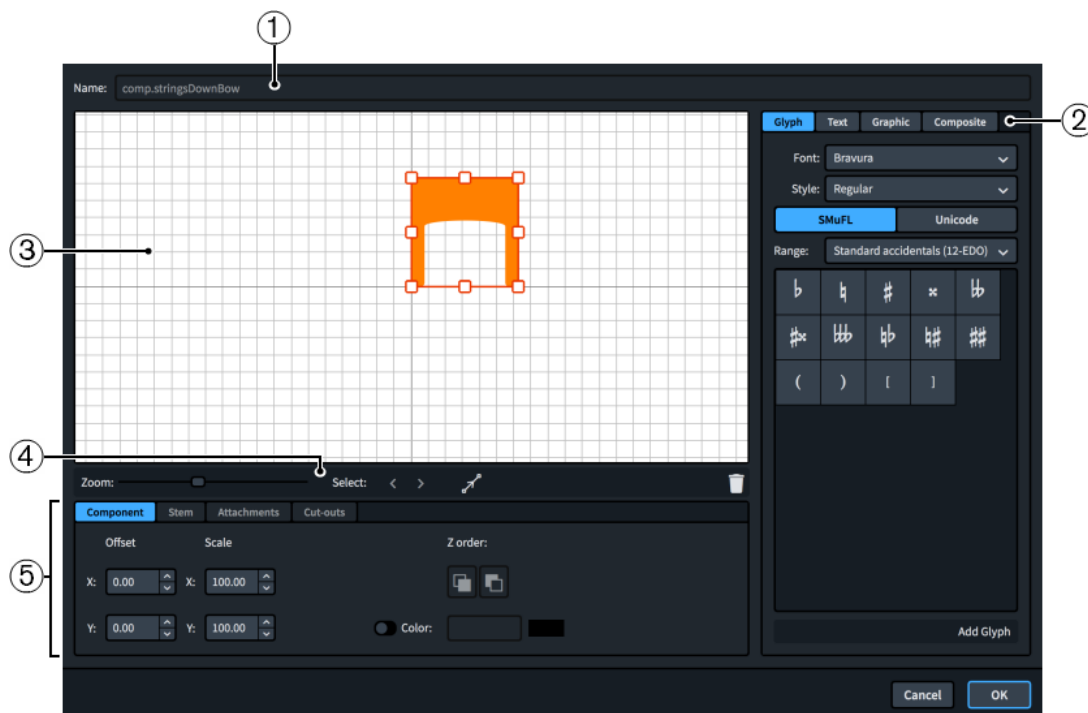 ①
Name: comp.stringsDownBow
Glyph Text Graphic Composite ②
Font: Bravura
Style: Regular
SMuFL Unicode
③ Range: Standard accidentals (12-EDO)
( ) [ ]
④
Zoom: Select: < >
Component Stem Attachments Cut-outs
Offset Scale Z order:
⑤ X: 0.00 X: 100.00
Y: 0.00 Y: 100.00 Color:
Add Glyph
Cancel OK